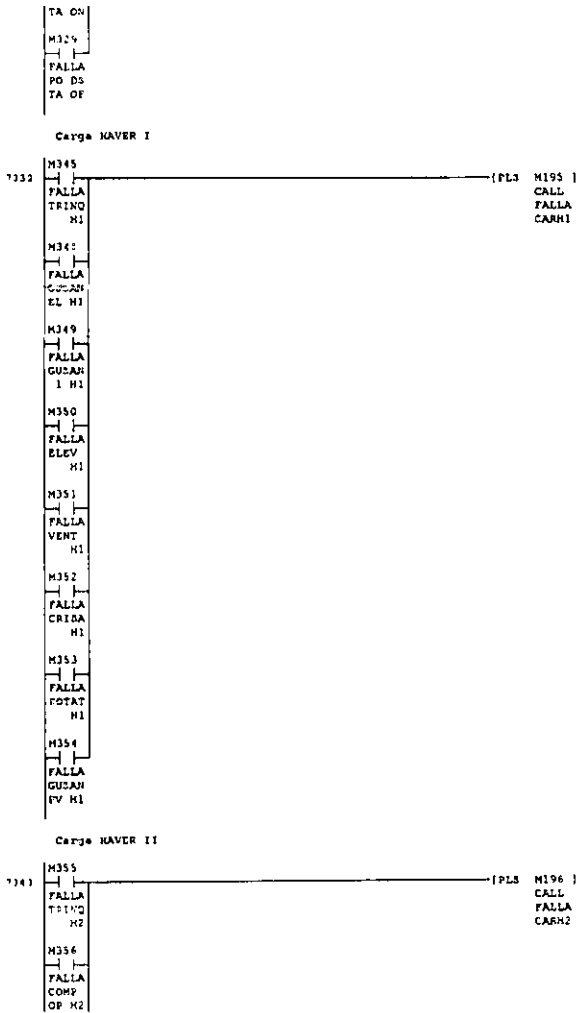 TA ON
M329
FALLA
PO DS
TA OF
Carga HAVER I
M345
FALLA
TRINQ
H1
[PLS M195 ]
CALL
FALLA
CARH1
FALLA
EL H1
M349
FALLA
GUSAN
1 H1
M350
FALLA
ELEV
H1
M351
FALLA
VENT
H1
M352
FALLA
CRIBA
H1
M353
FALLA
H1
M354
FALLA
GUSAN
H1
Carga HAVER II
M355
FALLA
TRINQ
H2
[PLS M196 ]
CALL
FALLA
CARH2
M356
FALLA
COMP
OP H2